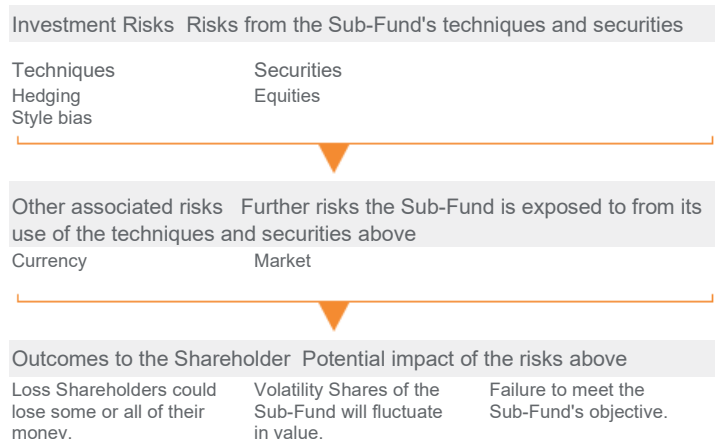 Investment Risks Risks from the Sub-Fund's techniques and securities
Techniques
Hedging
Style bias
Securities
Equities
Other associated risks Further risks the Sub-Fund is exposed to from its
use of the techniques and securities above
Currency
Market
Outcomes to the Shareholder Potential impact of the risks above
Loss Shareholders could
lose some or all of their
money.
Volatility Shares of the
Sub-Fund will fluctuate
in value.
Failure to meet the
Sub-Fund's objective.